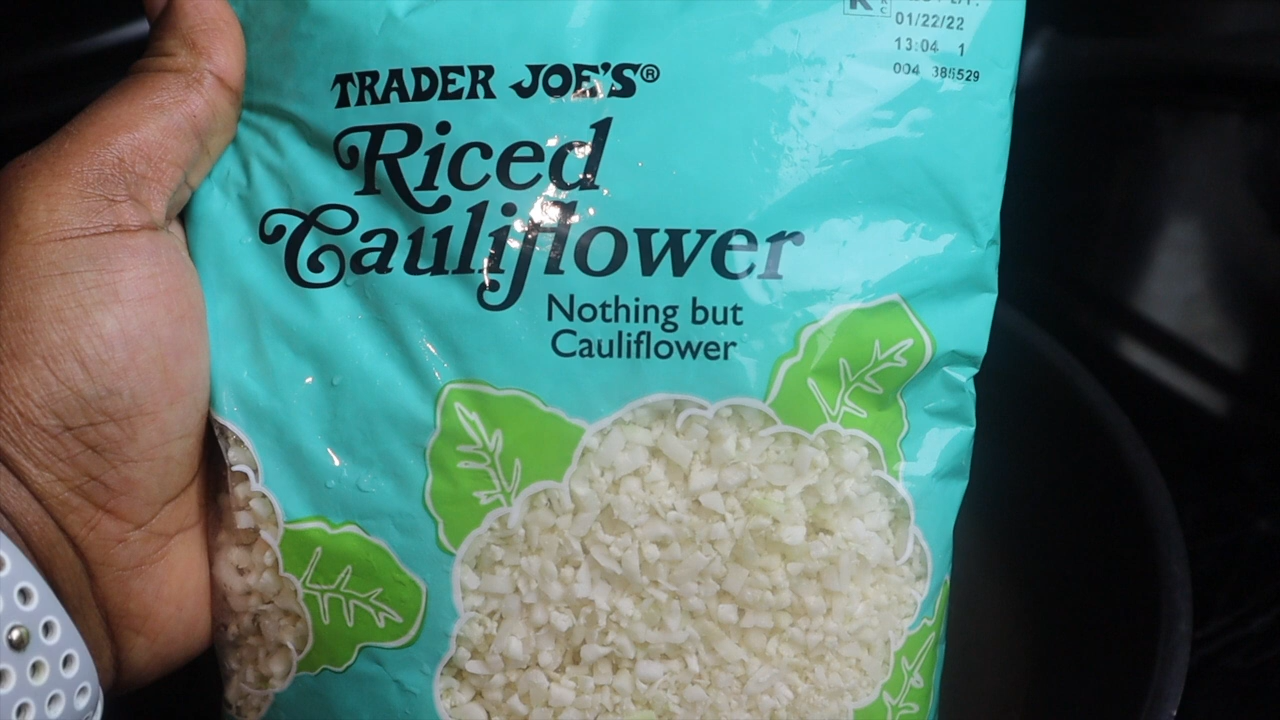 01/22/22
13:04 1
004 386529
TRADER JOE'S®
Riced
Cauliflower
Nothing but
Cauliflower